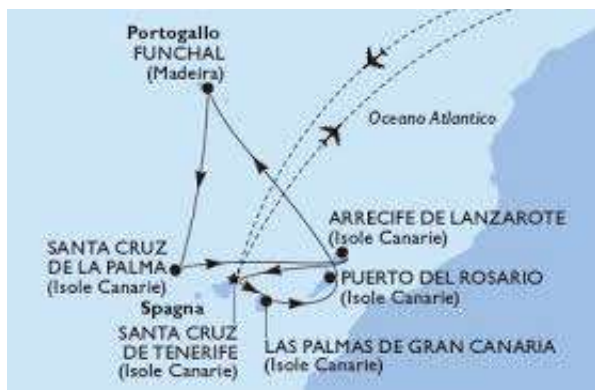 Portogallo
FUNCHAL
(Madeira)
Oceano Atlantico
ARRECIFE DE LANZAROTE
(Isole Canarie)
SANTA CRUZ
DE LA PALMA
(Isole Canarie)
PUERTO DEL ROSARIO
(Isole Canarie)
Spagna
SANTA CRUZ
DE TENERIFE
(Isole Canarie)
LAS PALMAS DE GRAN CANARIA
(Isole Canarie)